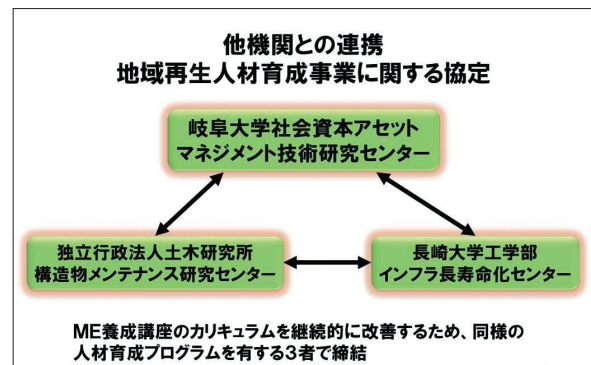 他機関との連携
地域再生人材育成事業に関する協定
岐阜大学社会資本アセット
マネジメント技術研究センター
独立行政法人土木研究所
構造物メンテナンス研究センター
長崎大学工学部
インフラ長寿命化センター
ME養成講座のカリキュラムを継続的に改善するため、同様の
人材育成プログラムを有する3者で締結